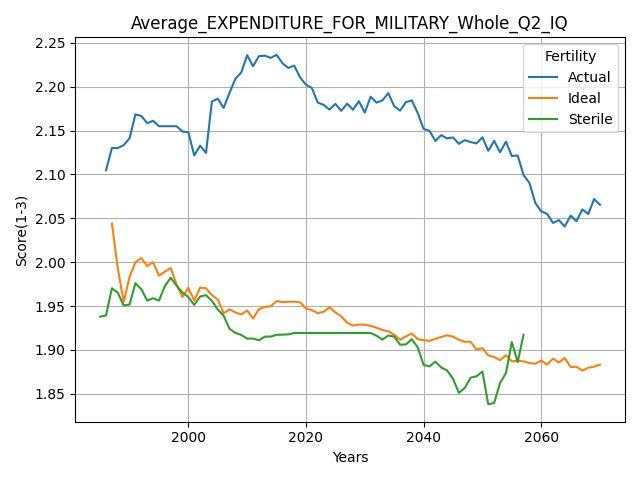 Average_EXPENDITURE_FOR_MILITARY_Whole_Q2_IQ
Fertility
Actual
Ideal
Sterile
Score(1-3)
2.25
2.20
2.15
2.10
2.05
2.00
1.95
1.90
1.85
2000 2020 2040 2060
Years